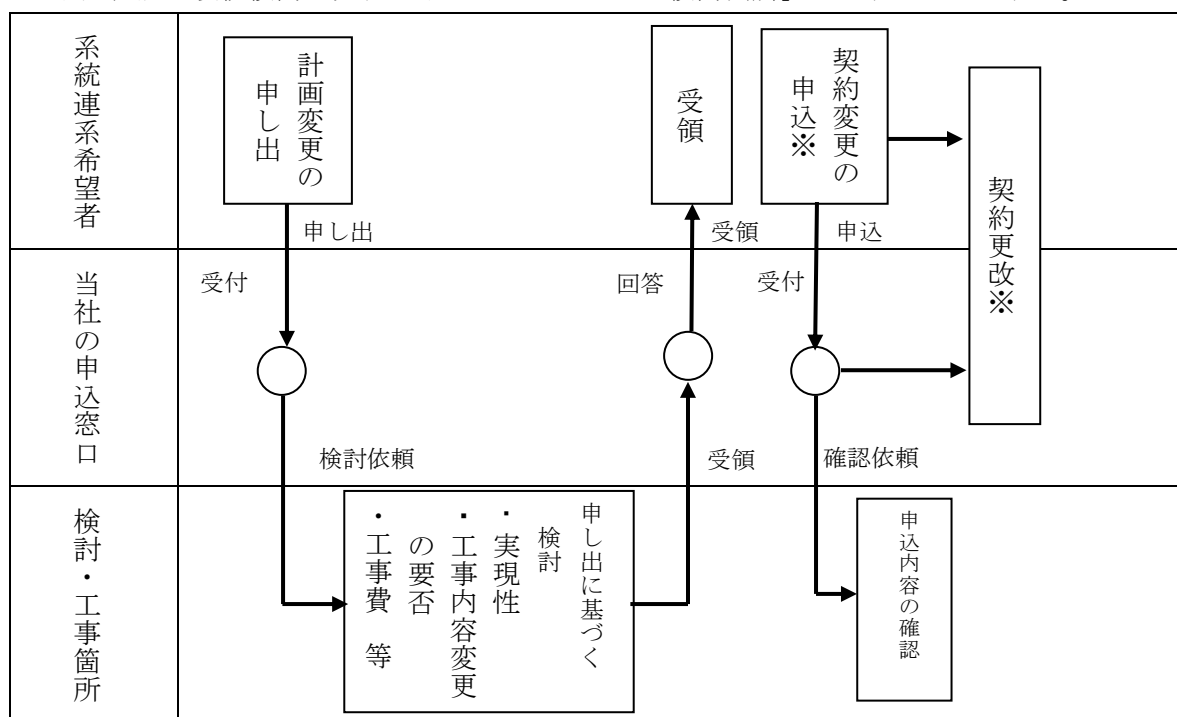 系統連系希望者
計画変更の
申し出
受領
契約変更の
申込※
契約更改※
申し出
受領
申込
当社の申込窓口
受付
回答
受付
検討依頼
受領
確認依頼
検討・工事箇所
申し出に基づく
検討
・実現性
・工事内容変更
の要否
・工事費 等
申込内容の確認